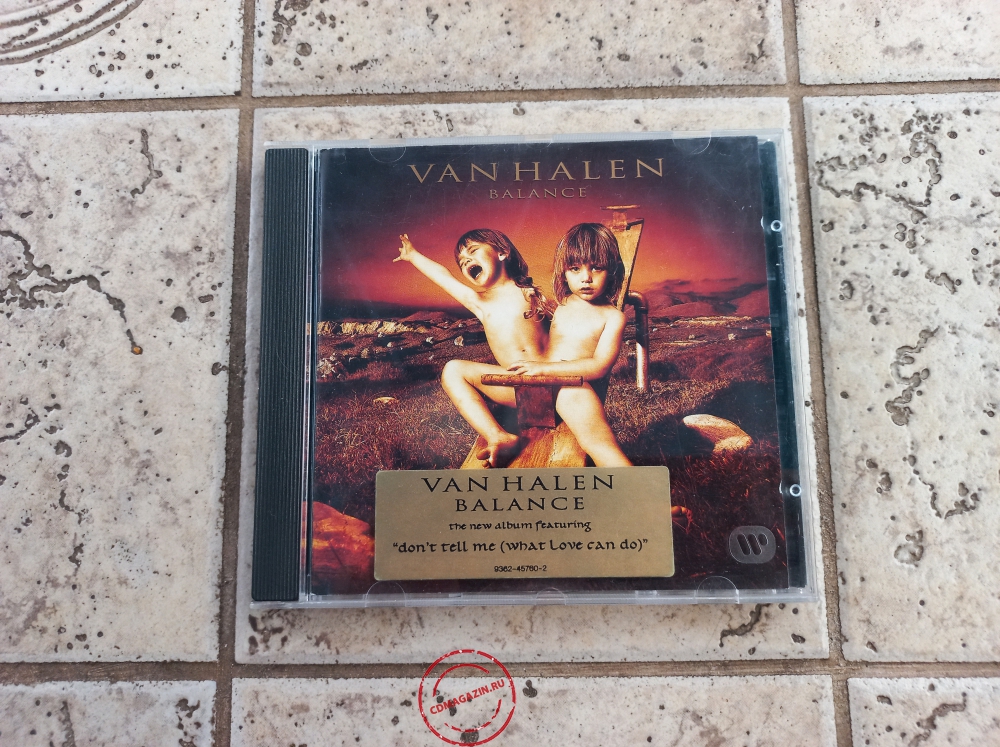 VAN HALEN
BALANCE
VAN HALEN
BALANCE
the new album featuring
"don't tell me (what Love can do)"
9362-45760-2
CDMAGAZIN.RU